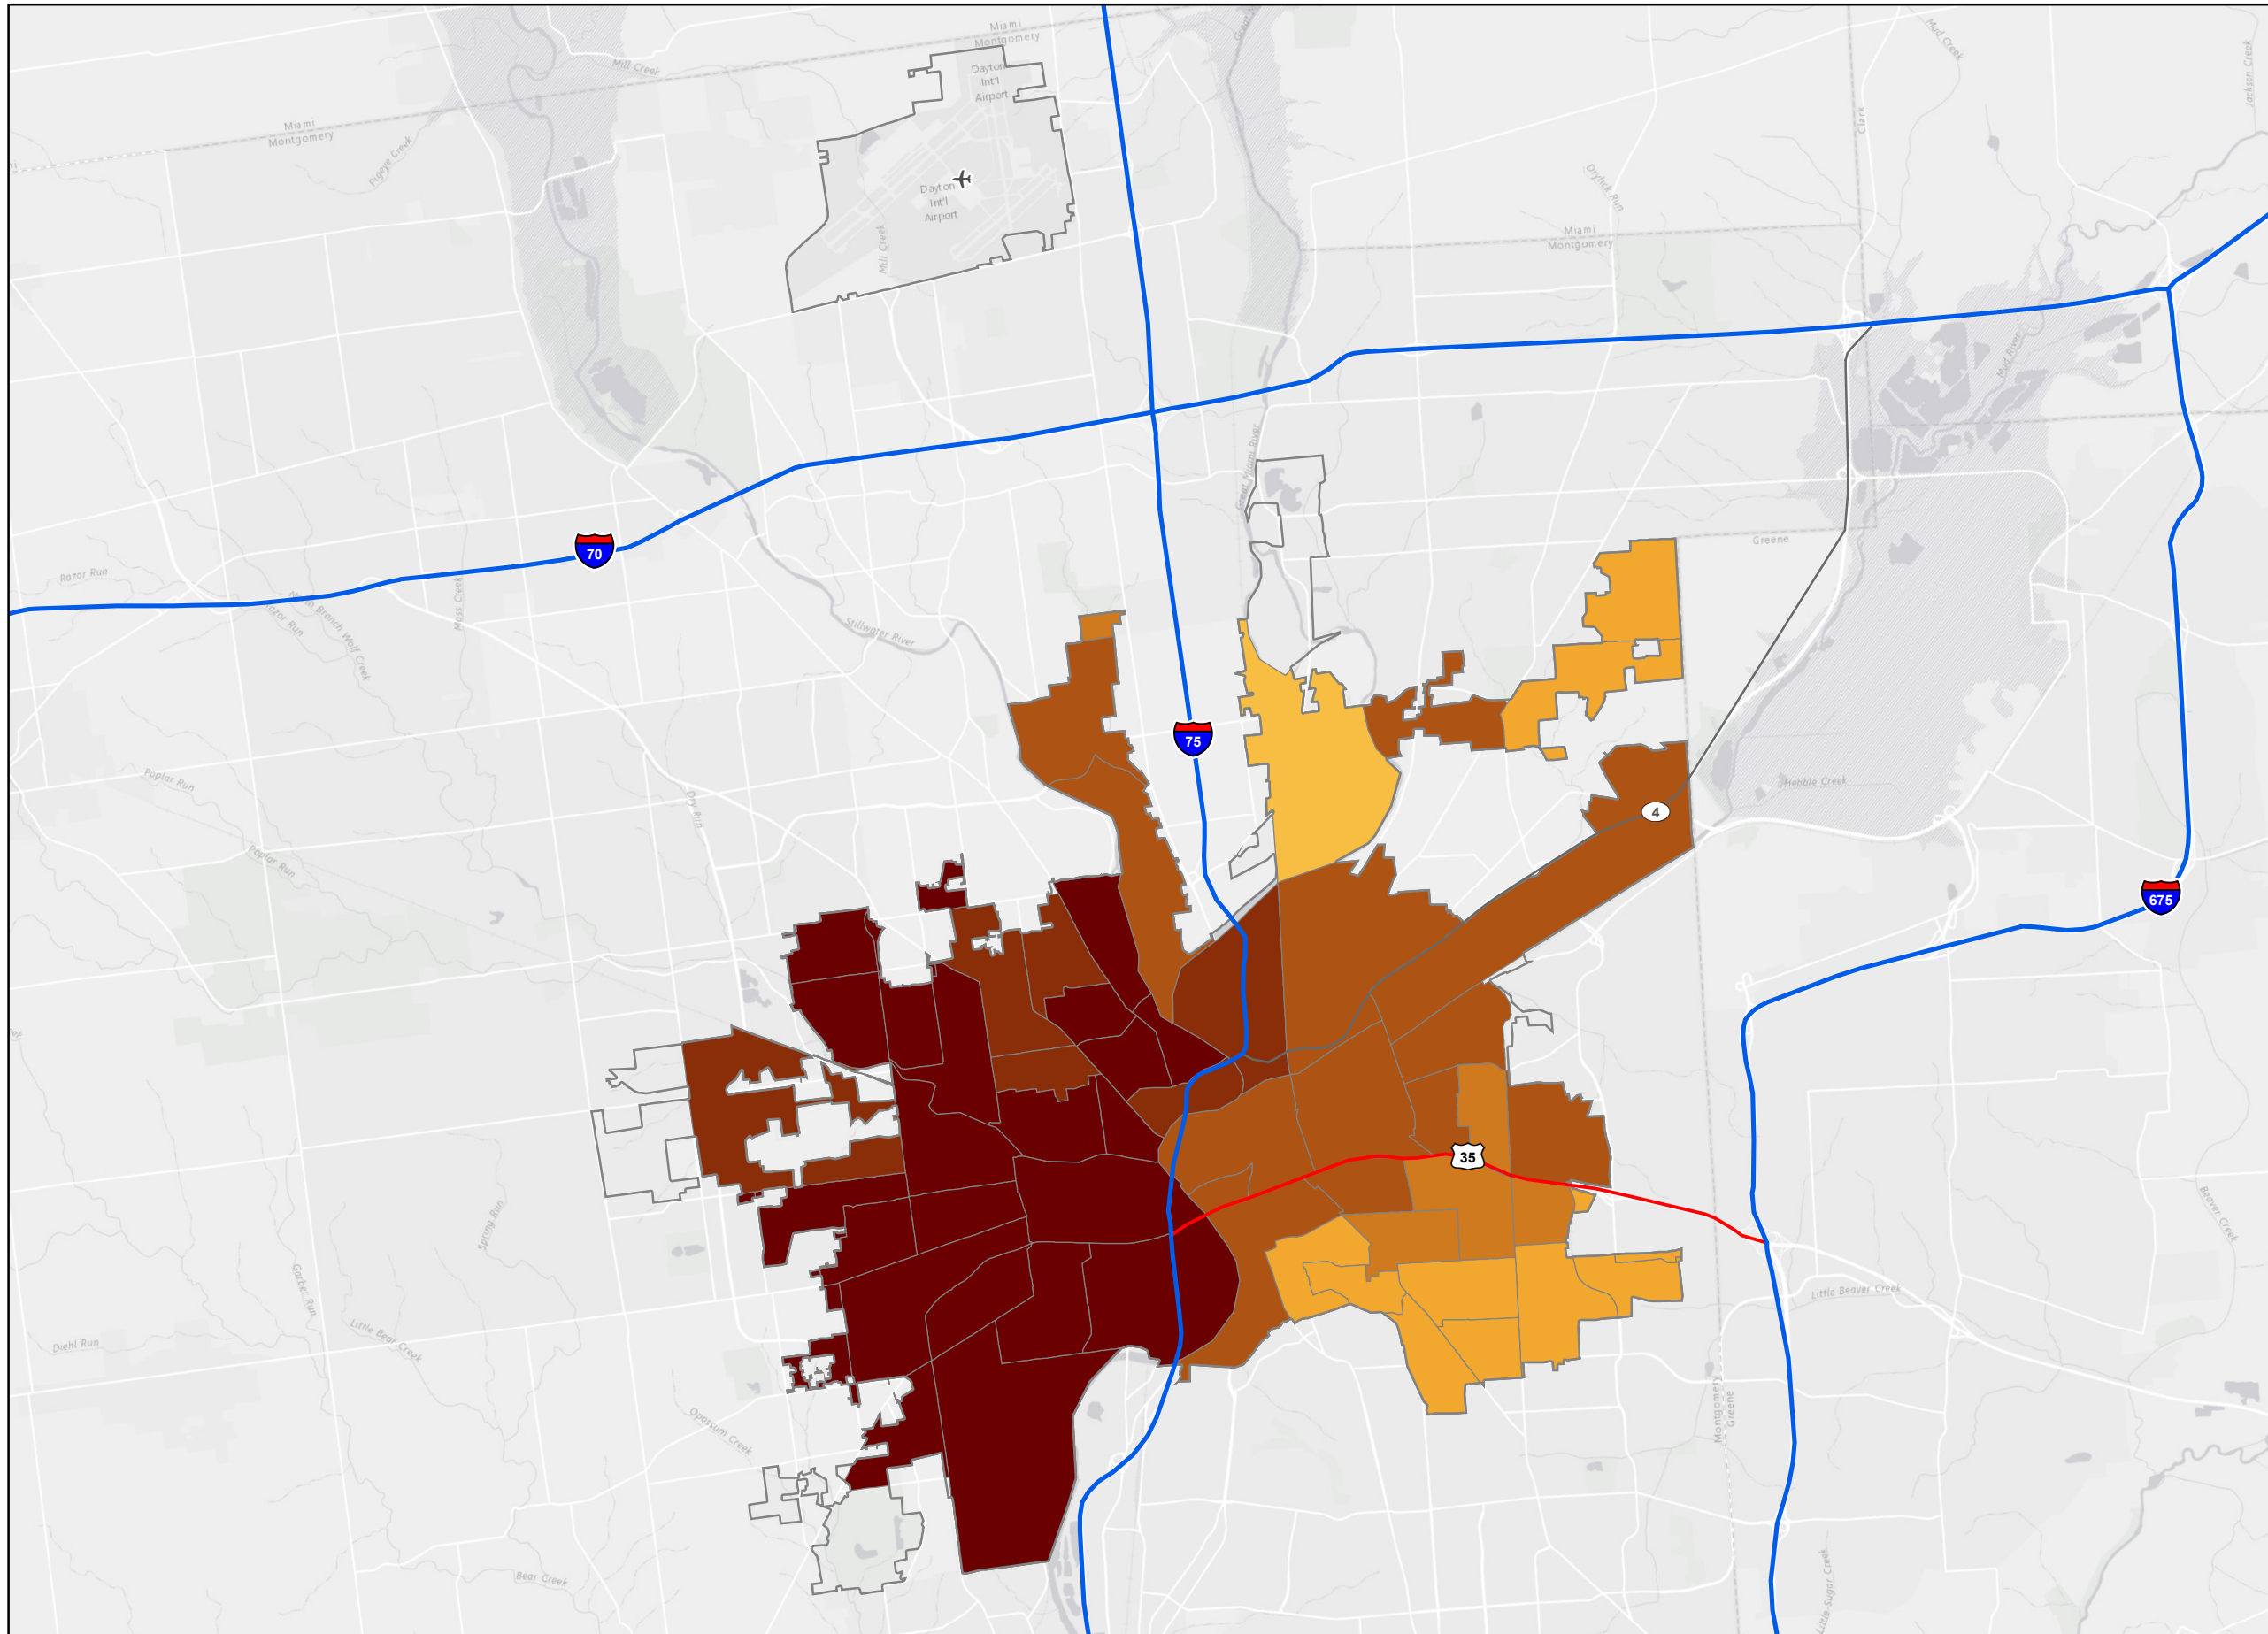 Miami
Montgomery
Mill Creek
Mud Creek
Jackson Creek
Dayton
Int'l
Airport
Clark
Miami
Montgomery
Pigeye Creek
Drylick Run
Dayton
Int'l
Airport
Mill Creek
Miami
Montgomery
Mad River
Great Miami River
70
Greene
Razor Run
Razor Run
North Branch Wolf Creek
Moss Creek
Stillwater River
75
Poplar Run
Dry Run
Hebble Creek
4
Poplar Run
675
35
Spring Run
Beaver Creek
Garber Run
Little Beaver Creek
Diehl Run
Little Bear Creek
Opossum Creek
Montgomery
Greene
Bear Creek
Little Sugar Creek